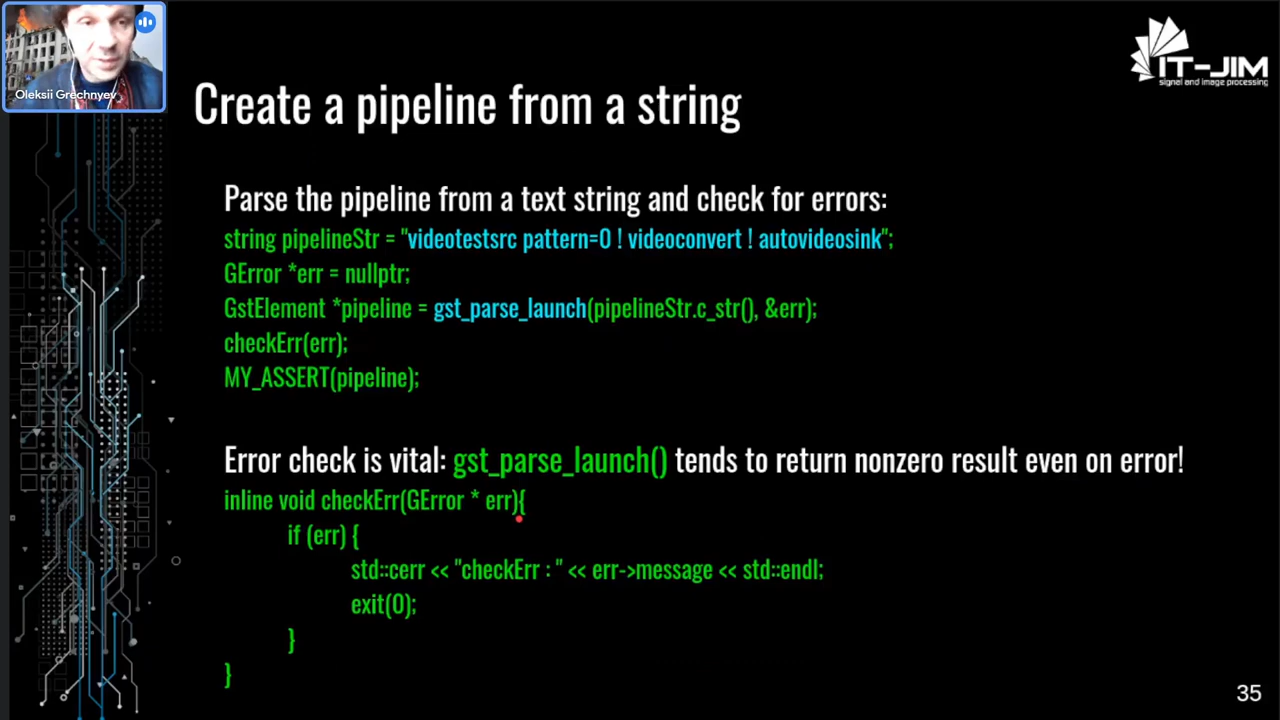 Oleksii Grechnyev
IT-JIM
signal and image processing
Create a pipeline from a string
Parse the pipeline from a text string and check for errors:
string pipelineStr = "videotestsrc pattern=0 ! videoconvert ! autovideosink";
GError *err = nullptr;
GstElement *pipeline = gst_parse_launch(pipelineStr.c_str(), &err);
checkErr(err);
MY_ASSERT(pipeline);
Error check is vital: gst_parse_launch() tends to return nonzero result even on error!
inline void checkErr(GError * err){
if (err) {
std::cerr << "checkErr : " << err->message << std::endl;
exit(0);
}
}
35